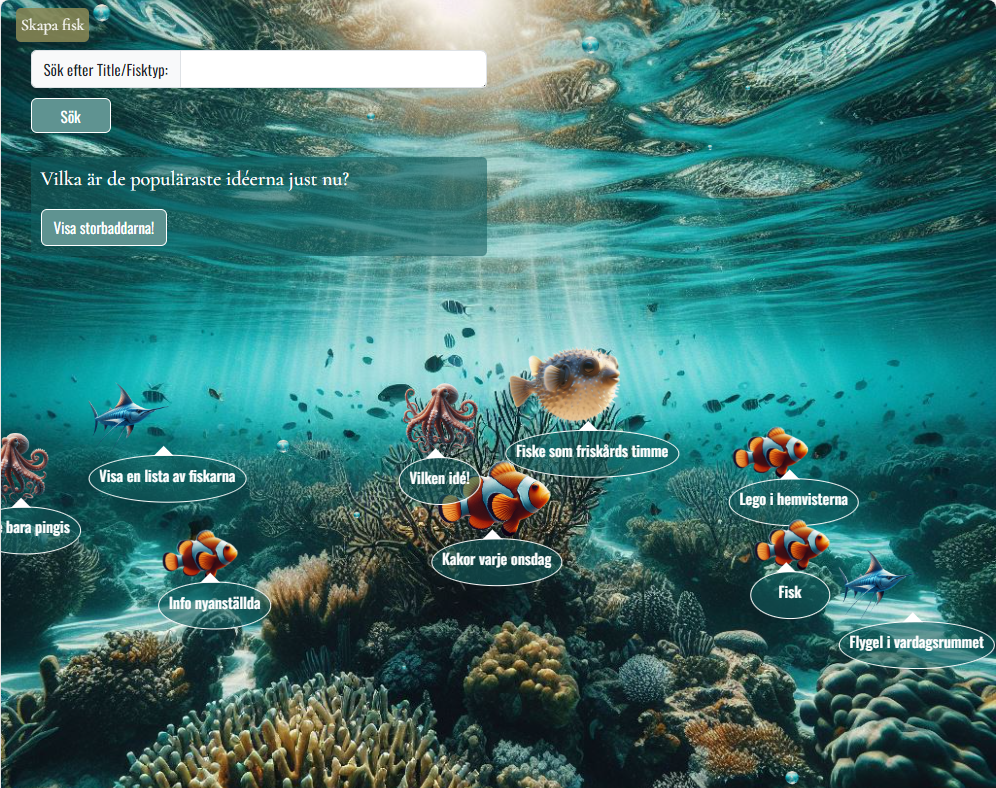 Skapa fisk
Sök efter Title/Fisktyp:
Sök
Vilka är de populäraste idéerna just nu?
Visa storbaddarna!
Fiske som friskårds timme
Visa en lista av fiskarna
Vilken idé!
Lego i hemvisterna
bara pingis
Kakor varje onsdag
Info nyanställda
Fisk
Flygel i vardagsrummet